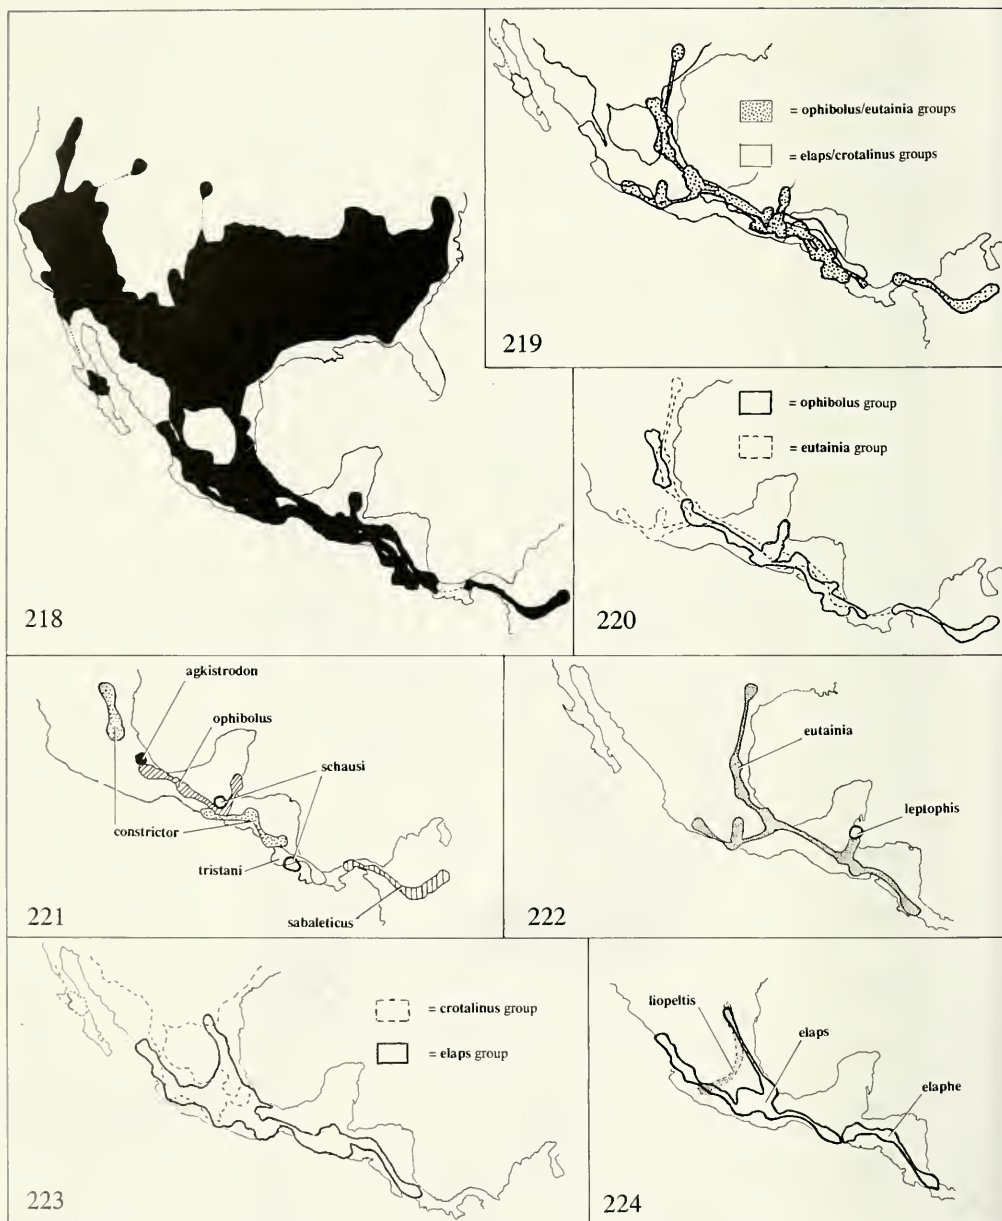 218
219
= ophibolus/eutainia groups
= elaps/crotalinus groups
220
= ophibolus group
= eutainia group
221
agkistrodon
ophibolus
schausi
constrictor
tristani
sabaleticus
222
eutainia
leptophis
223
= crotalinus group
= elaps group
224
liopeltis
elaps
elaphe